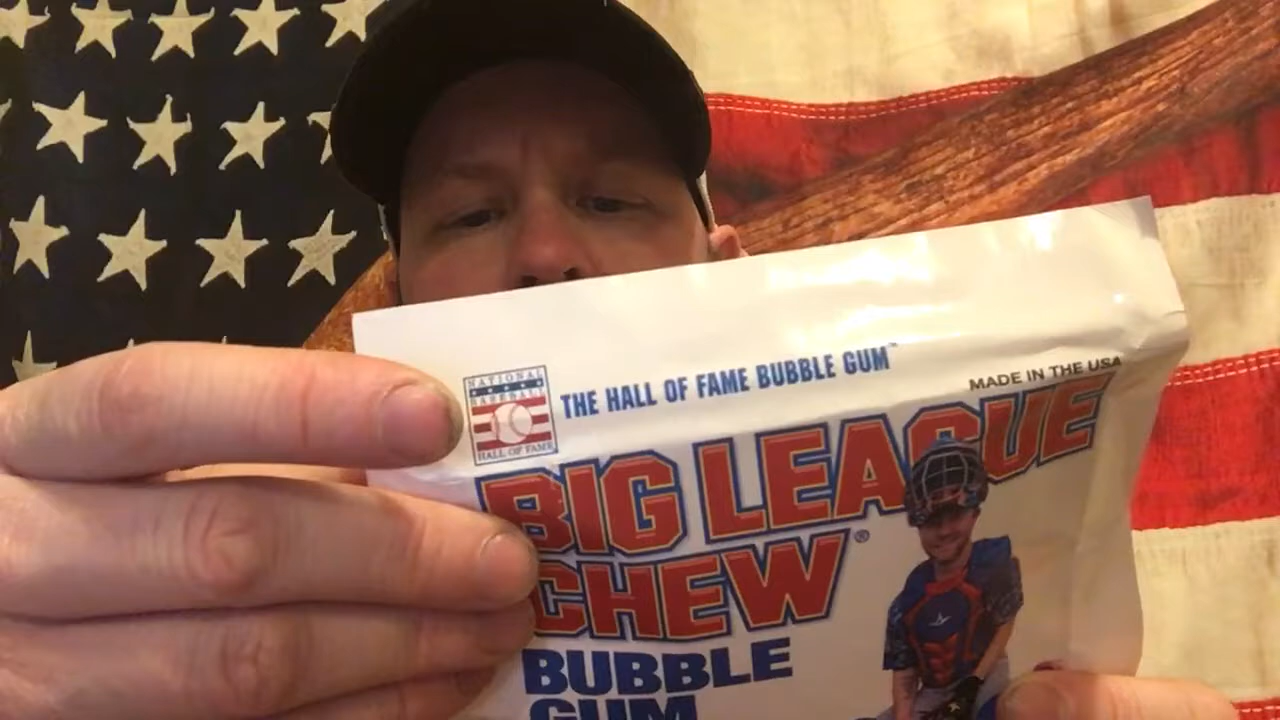 NATIONAL
BASEBALL
HALL OF FAME
THE HALL OF FAME BUBBLE GUM™
MADE IN THE USA
BIG LEAGUE
CHEW®
BUBBLE
GUM